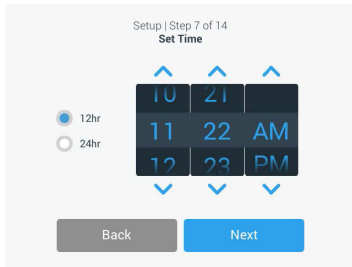 Setup | Step 7 of 14
Set Time
12hr
24hr
10 21
11 22 AM
12 23 PM
Back Next